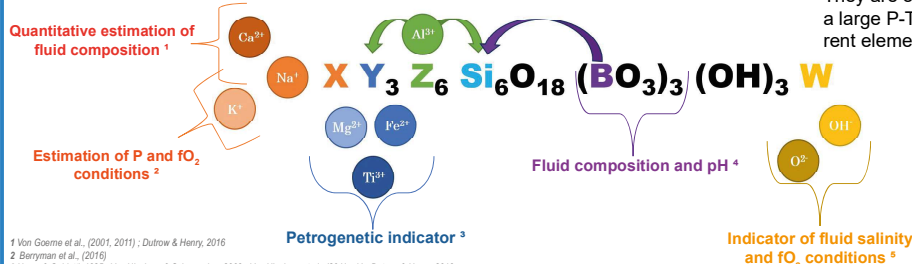 They are
a large P-T
rent eleme
Quantitative estimation of
fluid composition ¹
Ca²⁺
Al³⁺
Na⁺
K⁺
X Y₃ Z₆ Si₆O₁₈ (BO₃)₃ (OH)₃ W
Mg²⁺
Fe²⁺
Ti³⁺
OH⁻
O²⁻
Estimation of P and fO₂
conditions ²
Fluid composition and pH ⁴
Petrogenetic indicator ³
Indicator of fluid salinity
and fO₂ conditions ⁵
1 Von Goerne et al., (2001, 2011) ; Dutrow & Henry, 2016
2 Berryman et al., (2016)